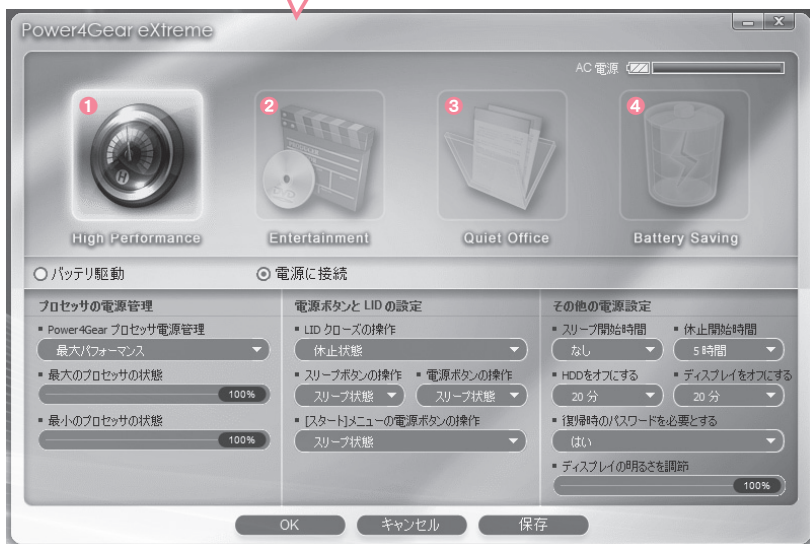 Power4Gear eXtreme
AC 電源
1 2 3 4
High Performance Entertainment Quiet Office Battery Saving
バッテリ駆動 電源に接続
プロセッサの電源管理
Power4Gear プロセッサ電源管理
最大パフォーマンス
最大のプロセッサの状態
100%
最小のプロセッサの状態
100%
電源ボタンと LID の設定
LID クローズの操作
休止状態
スリープボタンの操作 電源ボタンの操作
スリープ状態 スリープ状態
[スタート]メニューの電源ボタンの操作
スリープ状態
その他の電源設定
スリープ開始時間 休止開始時間
なし 5 時間
HDDをオフにする ディスプレイをオフにする
20 分 20 分
復帰時のパスワードを必要とする
はい
ディスプレイの明るさを調節
100%
OK キャンセル 保存